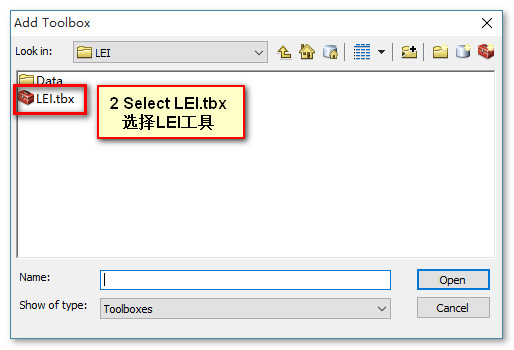 Add Toolbox
Look in:
LEI
Data
LEI.tbx
2 Select LEI.tbx
选择LEI工具
Name:
Open
Show of type:
Toolboxes
Cancel